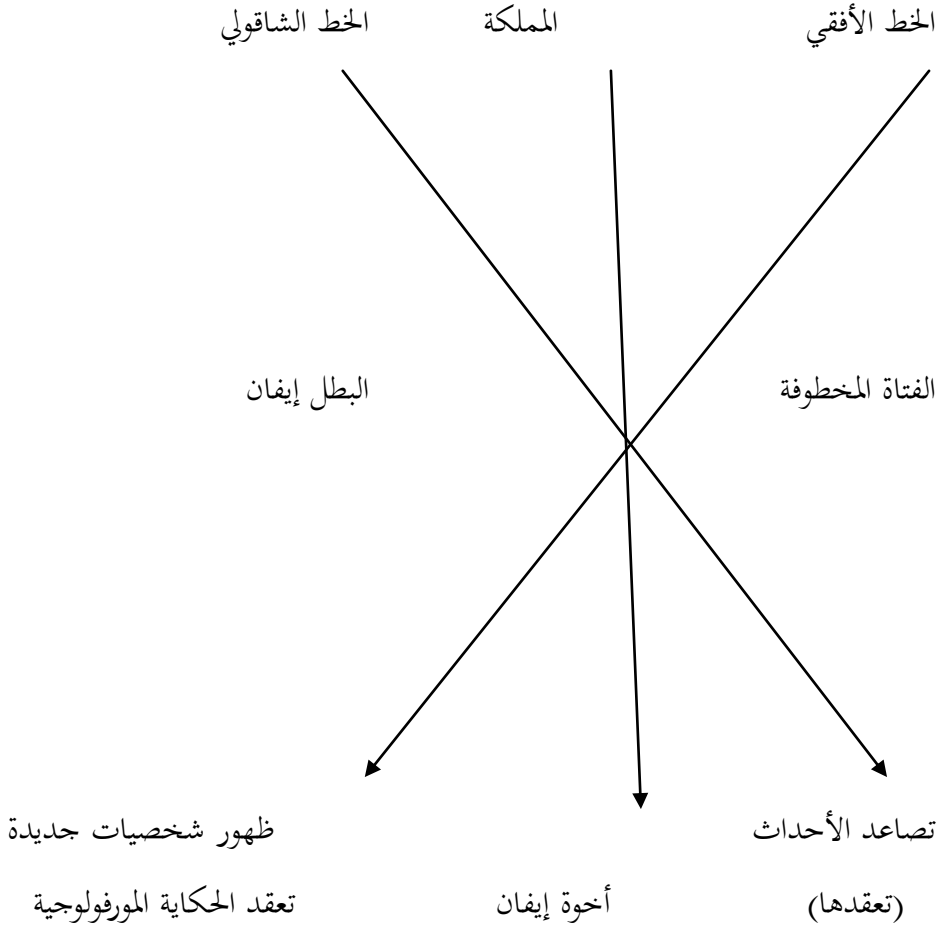 الخط الأفقي المملكة الخط الشاقولي
الفتاة المخطوفة البطل إيفان
تصاعد الأحداث ظهور شخصيات جديدة
(تعقدها) أخوة إيفان تعقد الحكاية المورفولوجية